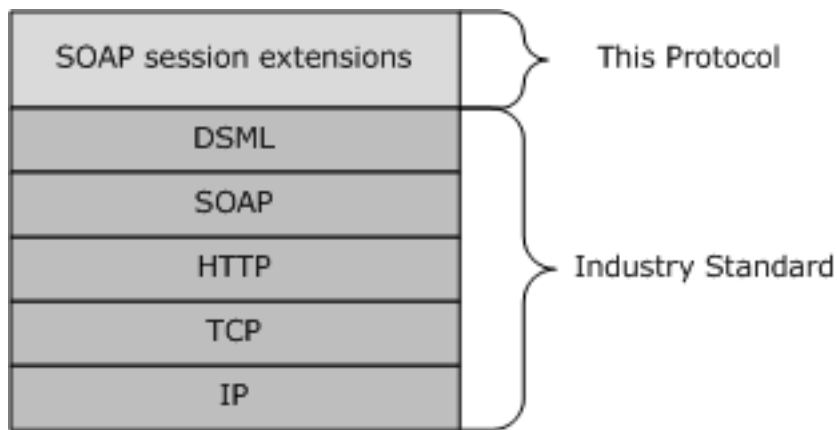 SOAP session extensions
This Protocol
DSML
SOAP
HTTP
Industry Standard
TCP
IP